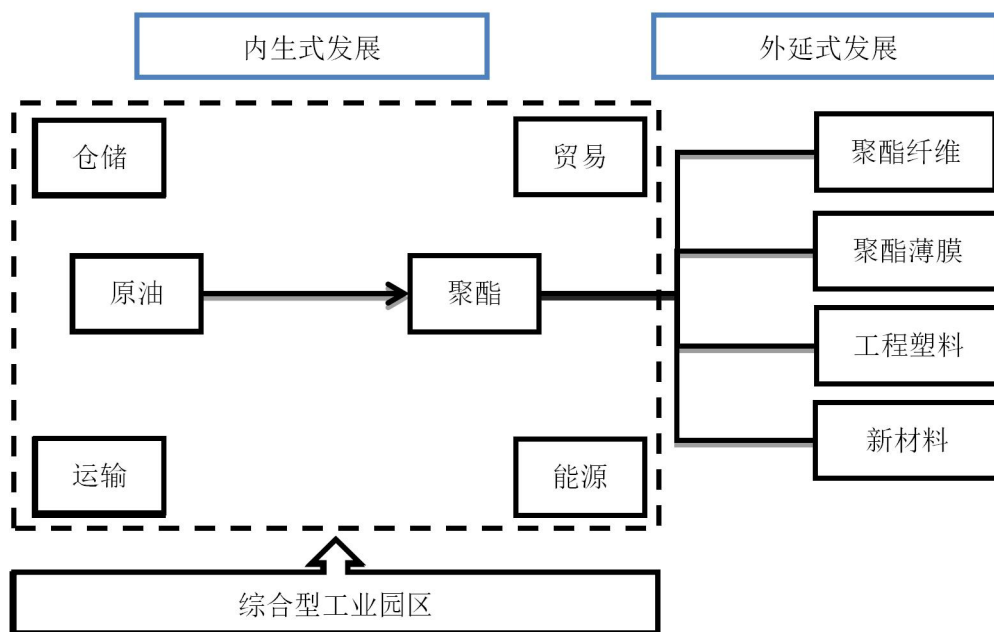 内生式发展
外延式发展
仓储
贸易
聚酯纤维
原油
聚酯
聚酯薄膜
工程塑料
运输
能源
新材料
综合型工业园区